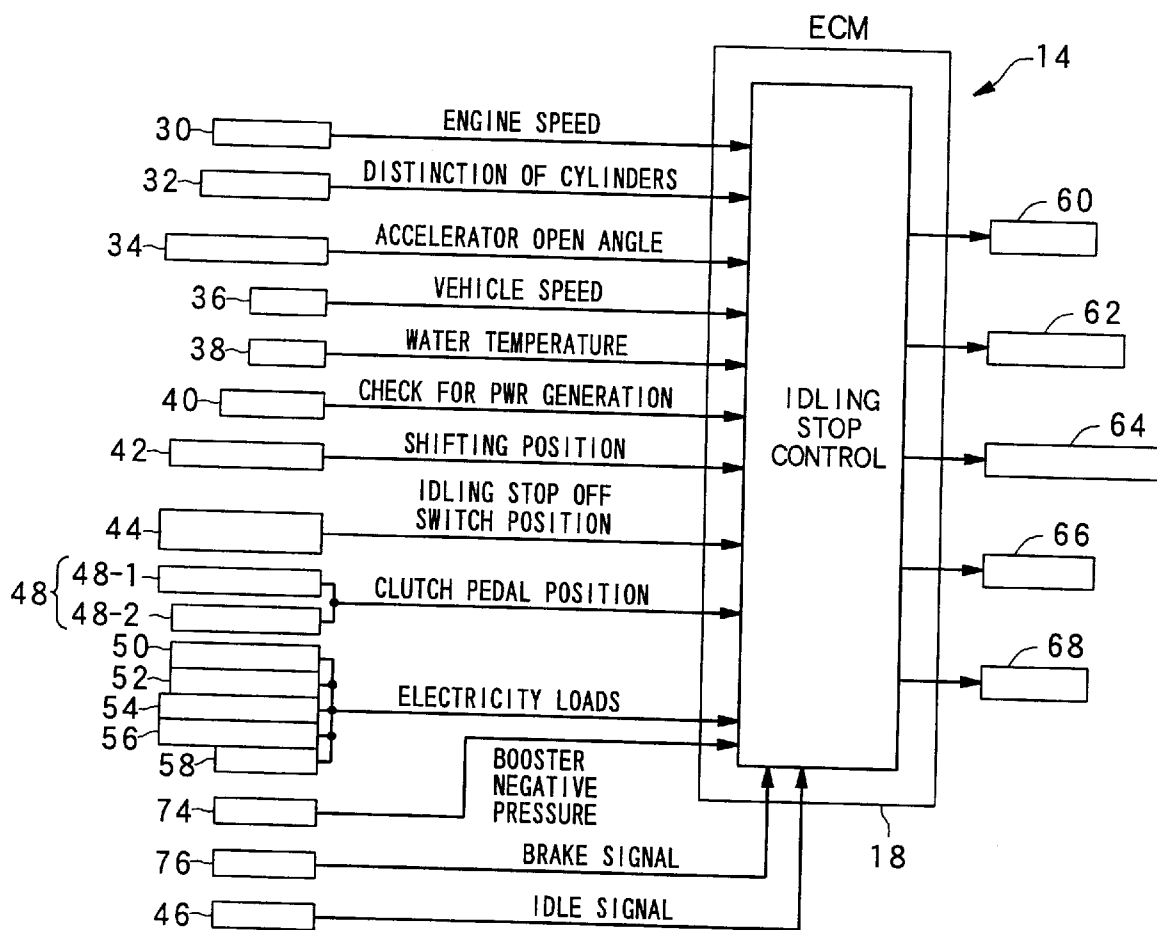 ECM
14
30
ENGINE SPEED
32
DISTINCTION OF CYLINDERS
34
ACCELERATOR OPEN ANGLE
36
VEHICLE SPEED
38
WATER TEMPERATURE
40
CHECK FOR PWR GENERATION
42
SHIFTING POSITION
44
IDLING STOP OFF
SWITCH POSITION
48
48-1
48-2
CLUTCH PEDAL POSITION
50
52
54
56
58
ELECTRICITY LOADS
74
BOOSTER
NEGATIVE
PRESSURE
76
BRAKE SIGNAL
46
IDLE SIGNAL
IDLING
STOP
CONTROL
60
62
64
66
68
18